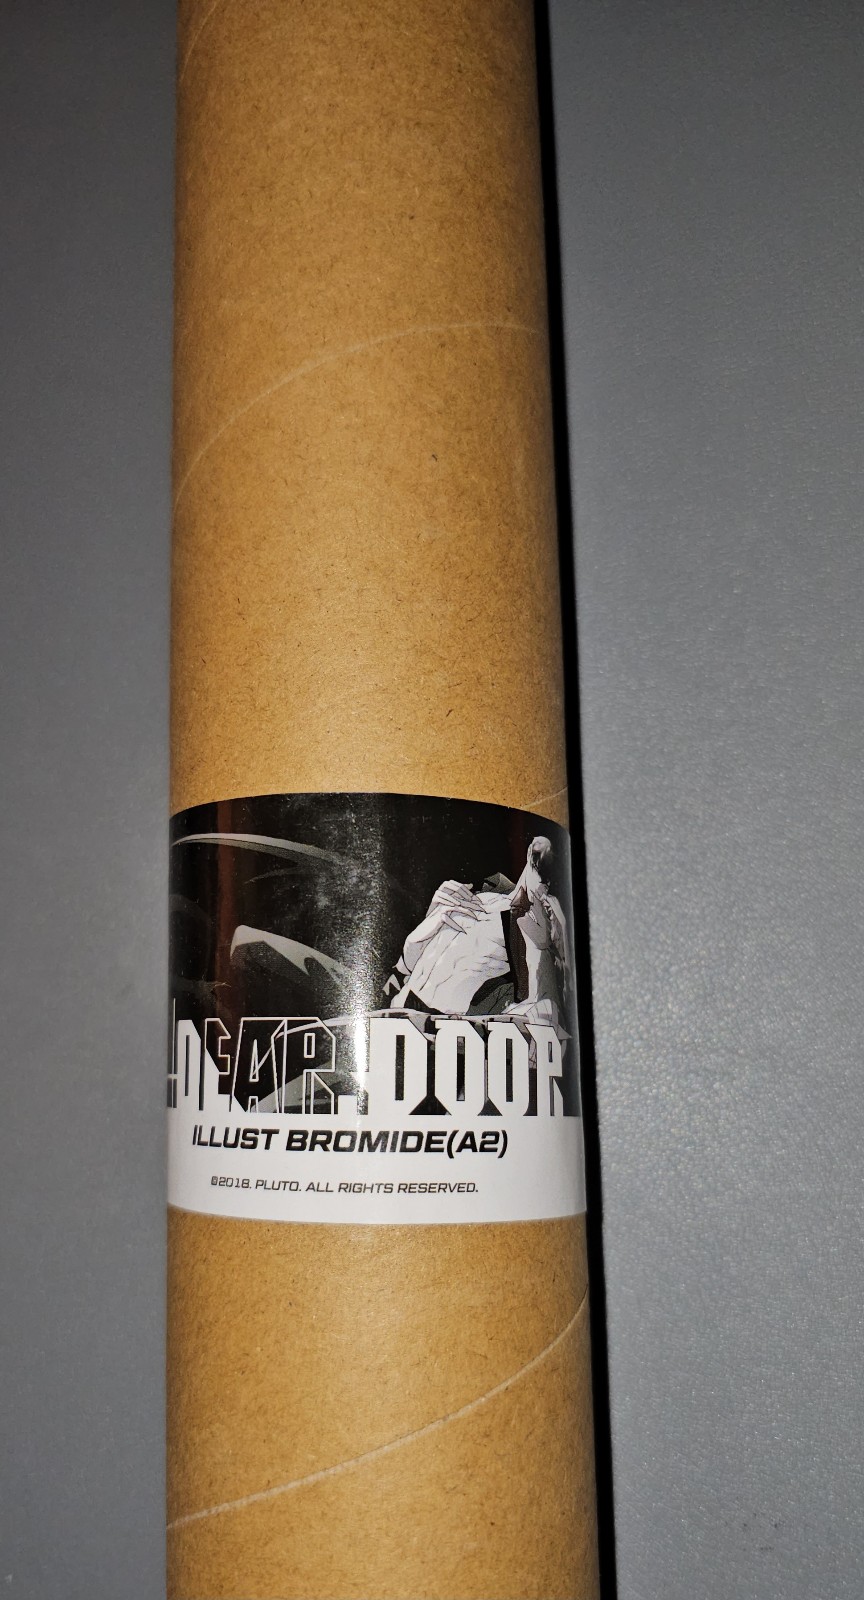 DEAR. DOOR
ILLUST BROMIDE(A2)
©2018. PLUTO. ALL RIGHTS RESERVED.